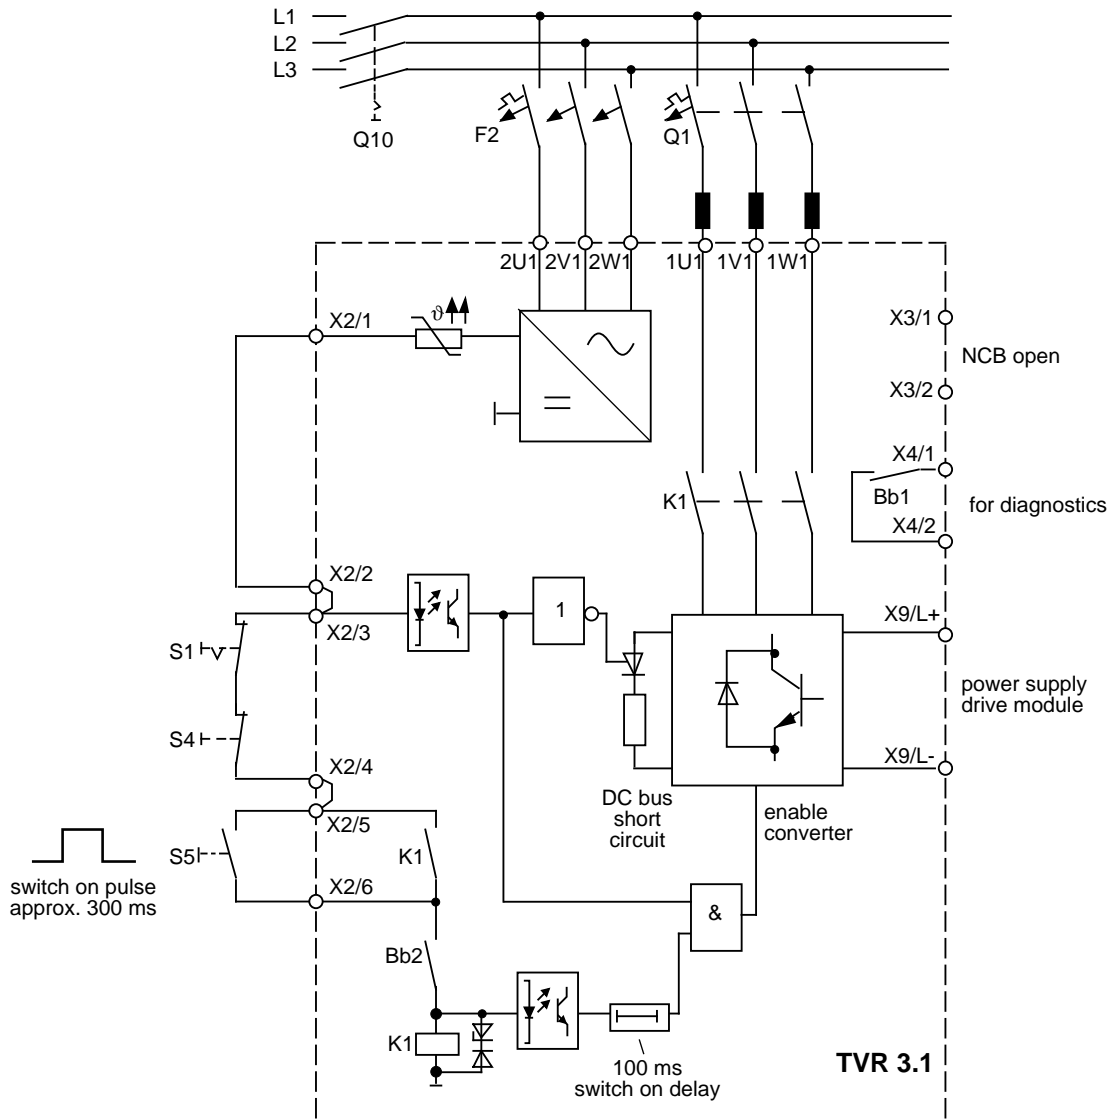 L1
L2
L3
Q10
F2
Q1
2U1 2V1 2W1 1U1 1V1 1W1
X2/1
ϑ
X3/1
NCB open
X3/2
X4/1
K1
Bb1
for diagnostics
X4/2
X2/2
1
X2/3
X9/L+
S1
power supply
drive module
S4
X2/4
X9/L-
DC bus
short
circuit
enable
converter
X2/5
S5
K1
switch on pulse
approx. 300 ms
X2/6
&
Bb2
K1
100 ms
switch on delay
TVR 3.1